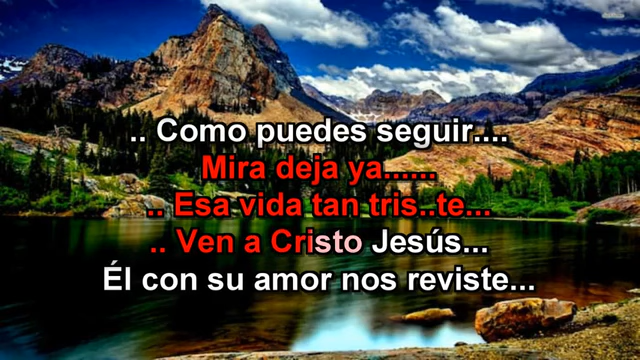 .. Como puedes seguir....
Mira deja ya......
.. Esa vida tan tris..te...
.. Ven a Cristo Jesús...
Él con su amor nos reviste...